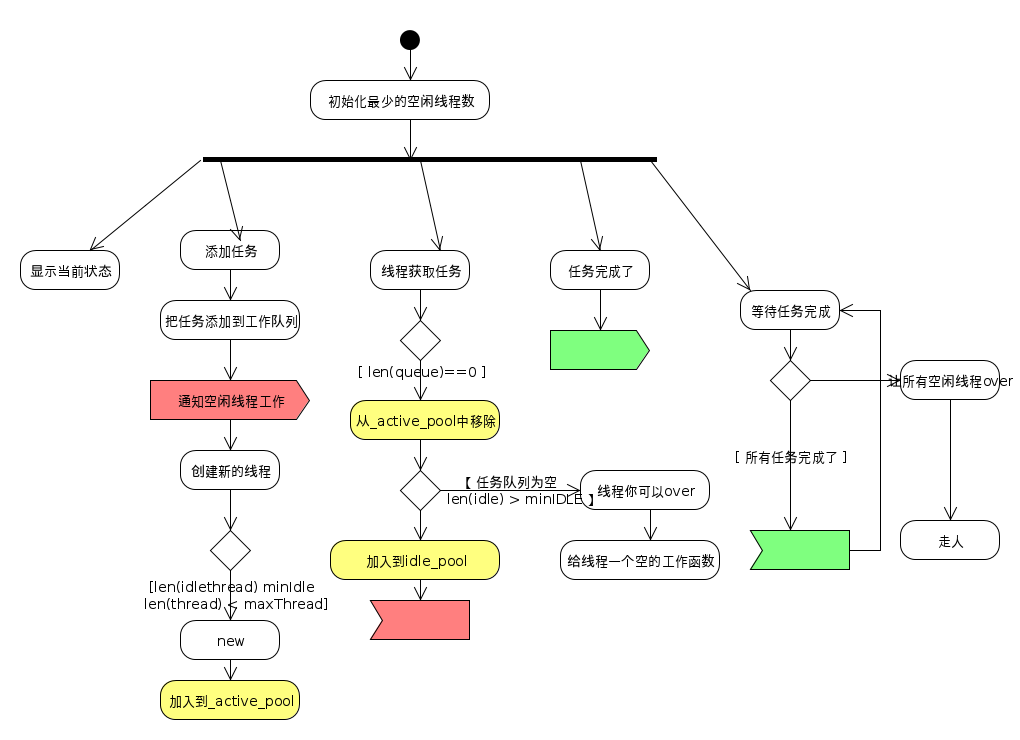 初始化最少的空闲线程数
显示当前状态
添加任务
把任务添加到工作队列
通知空闲线程工作
创建新的线程
[len(idlethread) minIdle
len(thread) < maxThread]
new
加入到_active_pool
线程获取任务
[ len(queue)==0 ]
从_active_pool中移除
【 任务队列为空
len(idle) > minIDLE 】
线程你可以over
给线程一个空的工作函数
加入到idle_pool
任务完成了
等待任务完成
让所有空闲线程over
[ 所有任务完成了 ]
走人